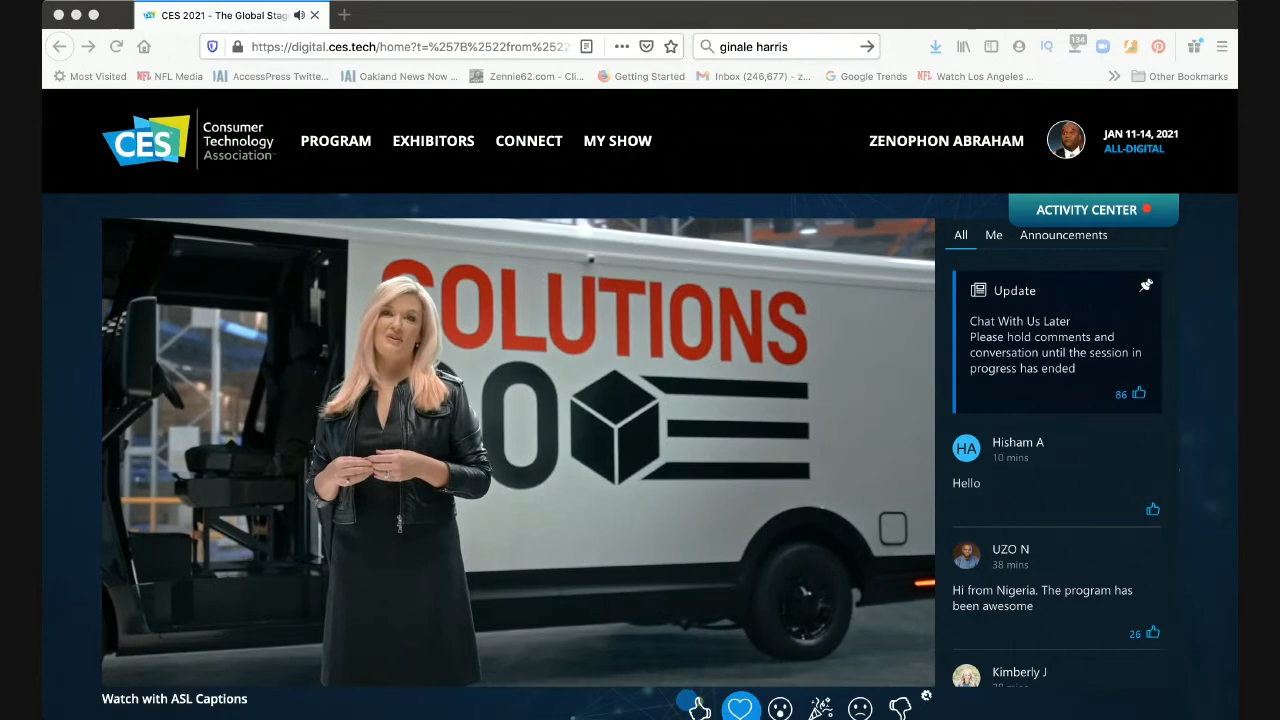 CES 2021 - The Global Stag
https://digital.ces.tech/home?t=%257B%2522from%2522
ginale harris
134
IQ
Most Visited
NFL Media
AccessPress Twitte...
Oakland News Now ...
Zennie62.com - Cli...
Getting Started
Inbox (246,677) - z...
Google Trends
Watch Los Angeles ...
Other Bookmarks
CES
Consumer
Technology
Association
PROGRAM
EXHIBITORS
CONNECT
MY SHOW
ZENOPHON ABRAHAM
JAN 11-14, 2021
ALL-DIGITAL
ACTIVITY CENTER
All
Me
Announcements
SOLUTIONS
Update
Chat With Us Later
Please hold comments and
conversation until the session in
progress has ended
86
HA
Hisham A
10 mins
Hello
UZO N
38 mins
Hi from Nigeria. The program has
been awesome
26
Kimberly J
Watch with ASL Captions